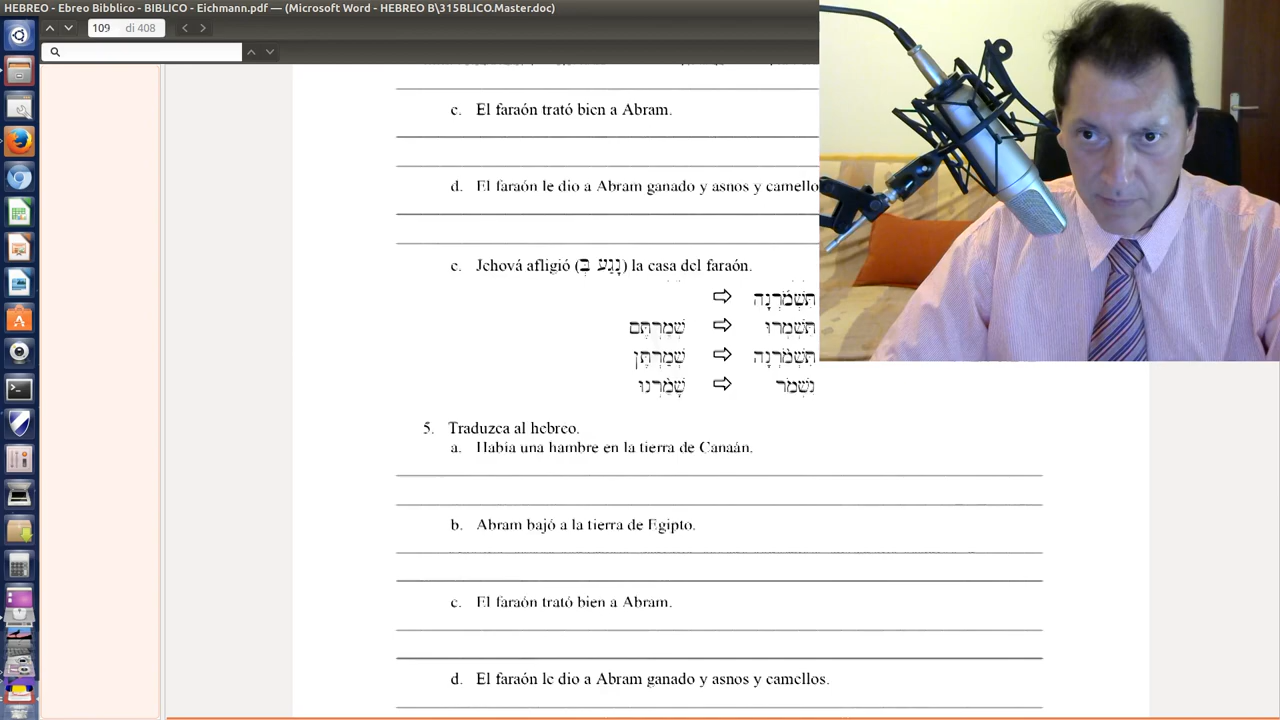 HEBREO - Ebreo Bibblico - BIBLICO - Eichmann.pdf — (Microsoft Word - HEBREO B\315BLICO.Master.doc)
109 di 408
c. El faraón trató bien a Abram.
d. El faraón le dio a Abram ganado y asnos y camello
e. Jehová afligió (נָגַע בְּ) la casa del faraón.
תִּשְׁמֹרְנָה ⇨
תִּשְׁמְרוּ ⇨ שְׁמַרְתֶּם
תִּשְׁמֹרְנָה ⇨ שְׁמַרְתֶּן
נִשְׁמֹר ⇨ שָׁמַרְנוּ
5. Traduzca al hebreo.
a. Había una hambre en la tierra de Canaán.
b. Abram bajó a la tierra de Egipto.
c. El faraón trató bien a Abram.
d. El faraón le dio a Abram ganado y asnos y camellos.